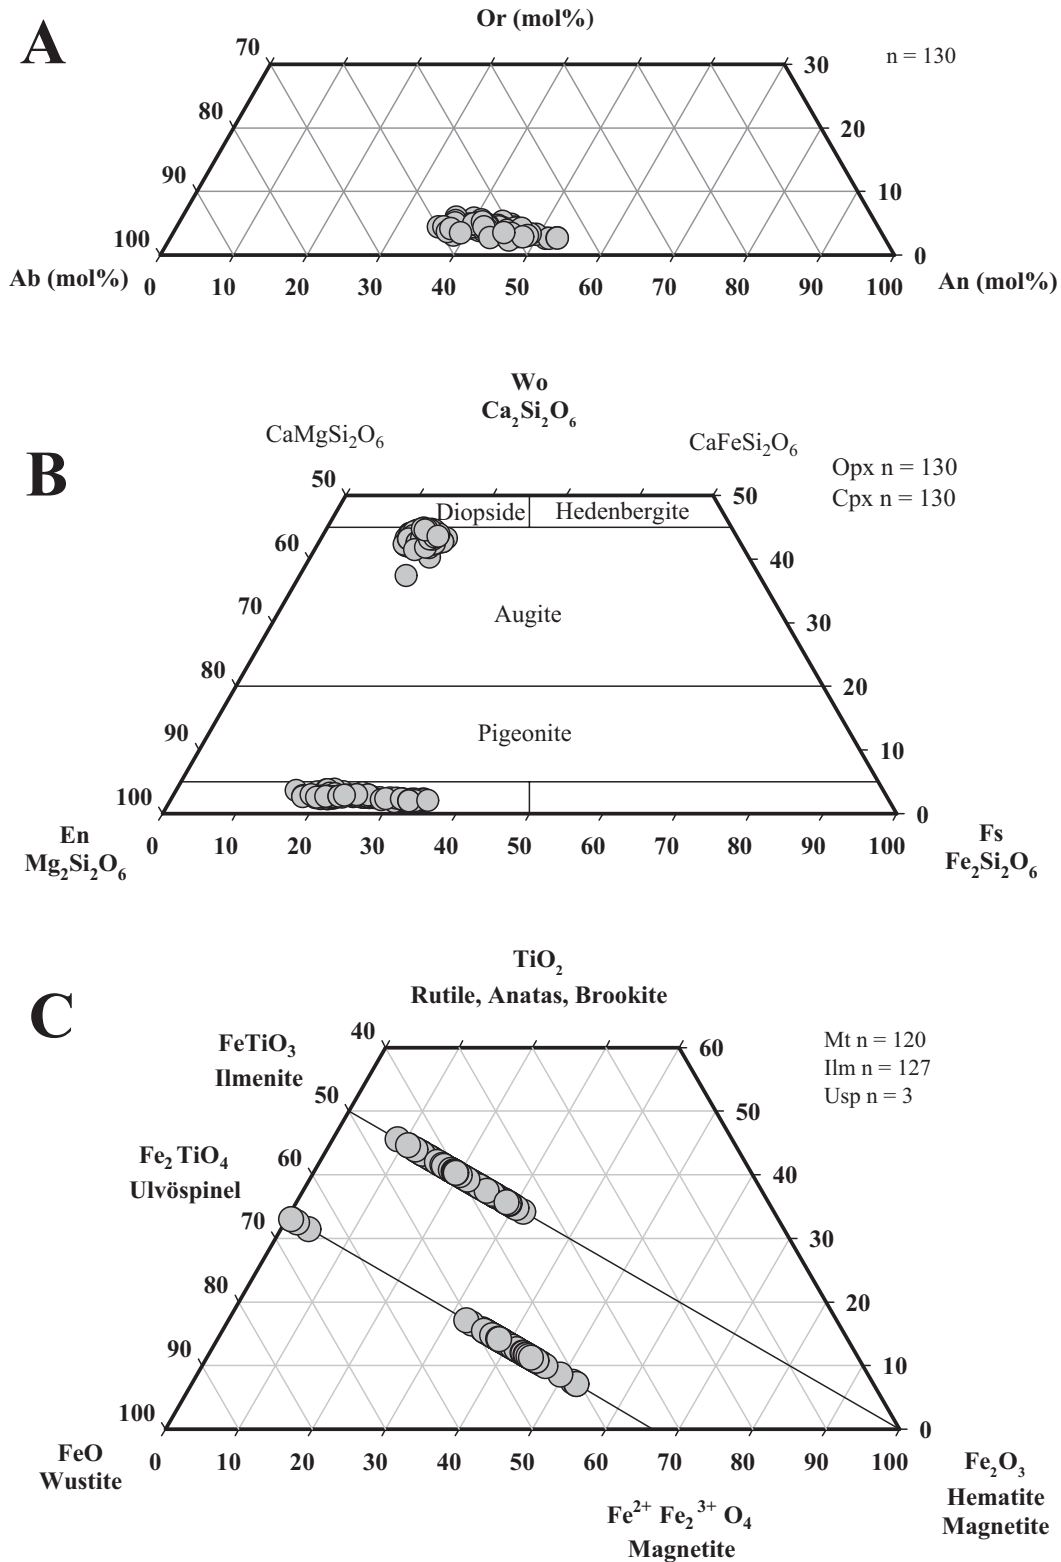 A
Or (mol%)
n = 130
70
30
80
20
90
10
100
0
Ab (mol%)
0 10 20 30 40 50 60 70 80 90 100
An (mol%)
B
Wo
Ca₂Si₂O₆
CaMgSi₂O₆
CaFeSi₂O₆
Opx n = 130
Cpx n = 130
50
50
Diopside
Hedenbergite
60
40
Augite
70
30
80
20
Pigeonite
90
10
100
0
0 10 20 30 40 50 60 70 80 90 100
En
Mg₂Si₂O₆
Fs
Fe₂Si₂O₆
C
TiO₂
Rutile, Anatas, Brookite
Mt n = 120
Ilm n = 127
Usp n = 3
40
60
FeTiO₃
Ilmenite
50
50
Fe₂ TiO₄
Ulvöspinel
60
40
70
30
80
20
90
10
100
0
0 10 20 30 40 50 60 70 80 90 100
FeO
Wustite
Fe²⁺ Fe₂ ³⁺ O₄
Magnetite
Fe₂O₃
Hematite
Magnetite